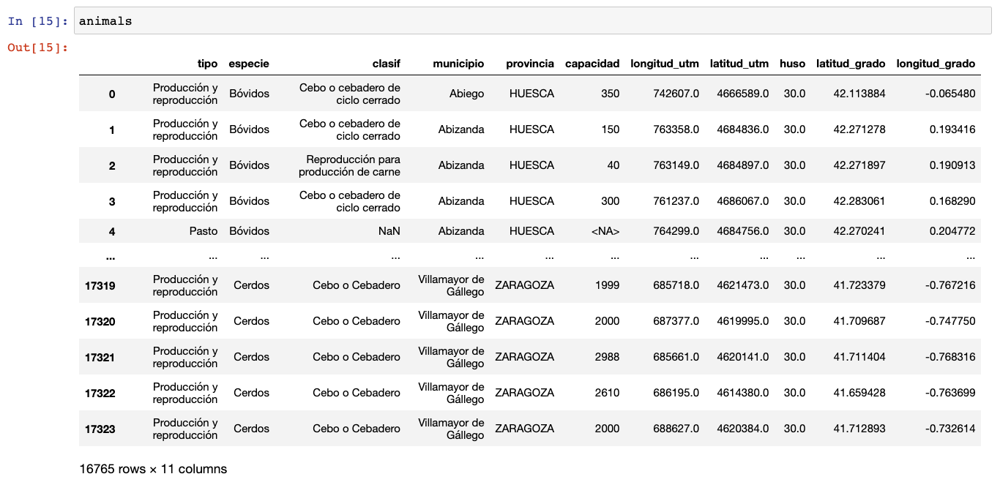 In [15]: animals
Out[15]:
tipo especie clasif municipio provincia capacidad longitud_utm latitud_utm huso latitud_grado longitud_grado
0 Producción y reproducción Bóvidos Cebo o cebadero de ciclo cerrado Abiego HUESCA 350 742607.0 4666589.0 30.0 42.113884 -0.065480
1 Producción y reproducción Bóvidos Cebo o cebadero de ciclo cerrado Abizanda HUESCA 150 763358.0 4684836.0 30.0 42.271278 0.193416
2 Producción y reproducción Bóvidos Reproducción para producción de carne Abizanda HUESCA 40 763149.0 4684897.0 30.0 42.271897 0.190913
3 Producción y reproducción Bóvidos Cebo o cebadero de ciclo cerrado Abizanda HUESCA 300 761237.0 4686067.0 30.0 42.283061 0.168290
4 Pasto Bóvidos NaN Abizanda HUESCA <NA> 764299.0 4684756.0 30.0 42.270241 0.204772
... ... ... ... ... ... ... ... ... ... ... ...
17319 Producción y reproducción Cerdos Cebo o Cebadero Villamayor de Gállego ZARAGOZA 1999 685718.0 4621473.0 30.0 41.723379 -0.767216
17320 Producción y reproducción Cerdos Cebo o Cebadero Villamayor de Gállego ZARAGOZA 2000 687377.0 4619995.0 30.0 41.709687 -0.747750
17321 Producción y reproducción Cerdos Cebo o Cebadero Villamayor de Gállego ZARAGOZA 2988 685661.0 4620141.0 30.0 41.711404 -0.768316
17322 Producción y reproducción Cerdos Cebo o Cebadero Villamayor de Gállego ZARAGOZA 2610 686195.0 4614380.0 30.0 41.659428 -0.763699
17323 Producción y reproducción Cerdos Cebo o Cebadero Villamayor de Gállego ZARAGOZA 2000 688627.0 4620384.0 30.0 41.712893 -0.732614
16765 rows × 11 columns